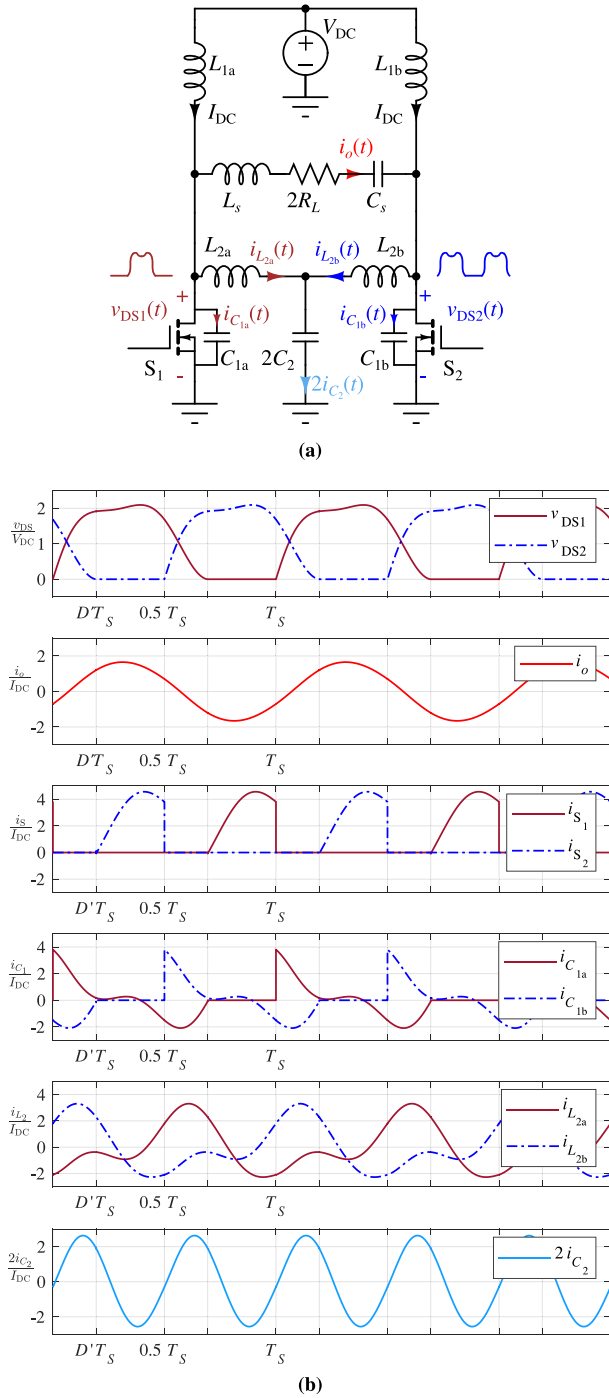 V_DC
L_1a L_1b
+
−
I_DC I_DC
i_o(t)
L_s 2R_L C_s
L_2a i_L2a(t) i_L2b(t) L_2b
+ +
v_DS1(t) i_C1a(t) i_C1b(t) v_DS2(t)
S_1 C_1a 2C_2 C_1b S_2
- -
2i_C2(t)
(a)
v_DS/V_DC
2
1
0
v_DS1
v_DS2
D'T_S 0.5 T_S T_S
i_o/I_DC
2
0
-2
i_o
D'T_S 0.5 T_S T_S
i_S/I_DC
4
2
0
-2
i_S1
i_S2
D'T_S 0.5 T_S T_S
i_C1/I_DC
4
2
0
-2
i_C1a
i_C1b
D'T_S 0.5 T_S T_S
i_L2/I_DC
4
2
0
-2
i_L2a
i_L2b
D'T_S 0.5 T_S T_S
2i_C2/I_DC
2
0
-2
2 i_C2
D'T_S 0.5 T_S T_S
(b)